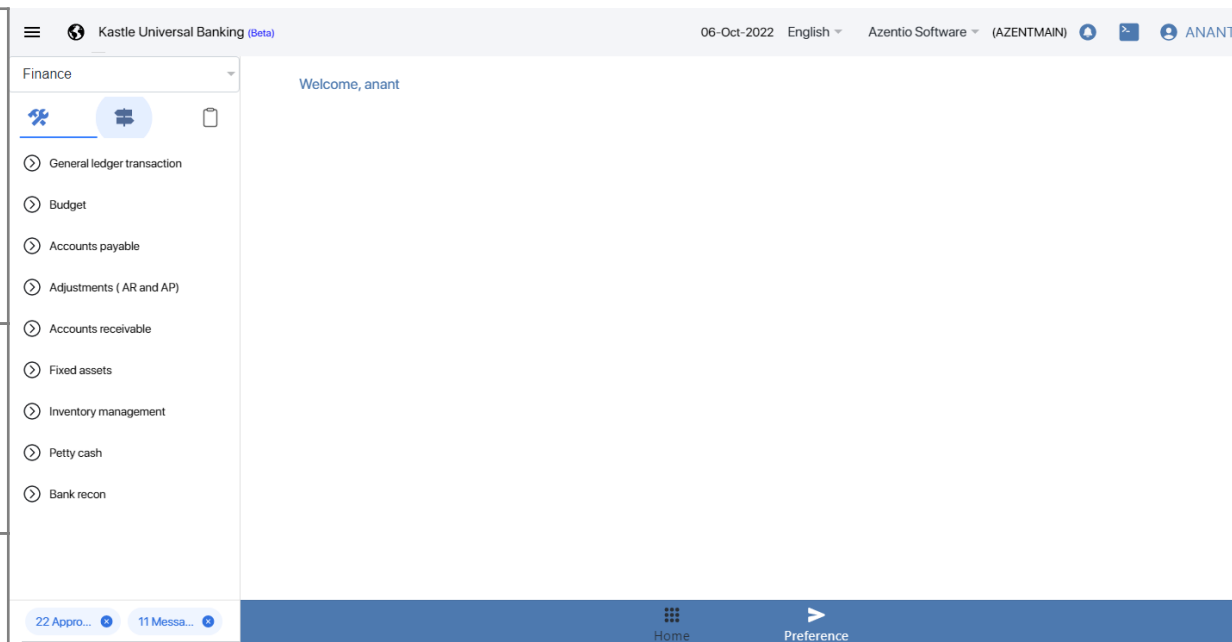 Kastle Universal Banking (Beta)
06-Oct-2022 English Azentio Software (AZENTMAIN) ANANT
Finance
Welcome, anant
General ledger transaction
Budget
Accounts payable
Adjustments ( AR and AP)
Accounts receivable
Fixed assets
Inventory management
Petty cash
Bank recon
22 Appro... 11 Messa...
Home Preference